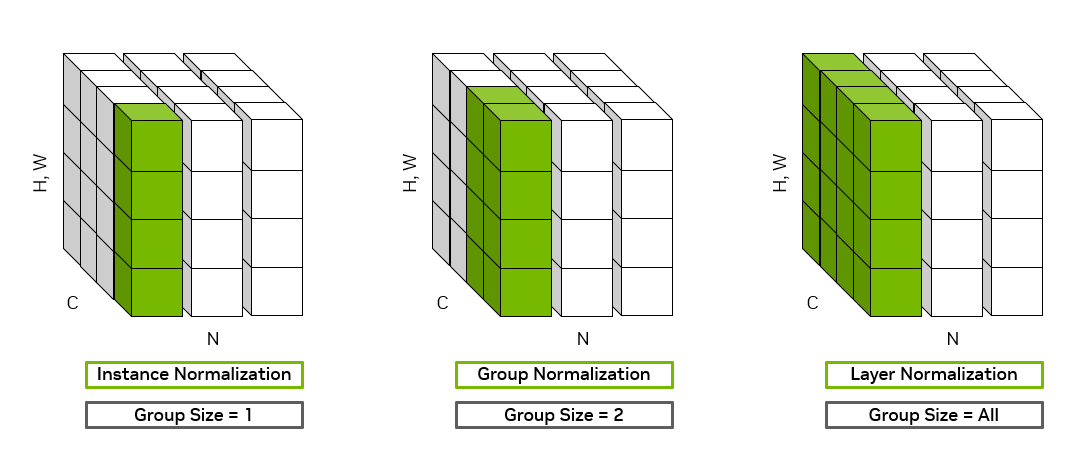 H, W
C
N
Instance Normalization
Group Size = 1
H, W
C
N
Group Normalization
Group Size = 2
H, W
C
N
Layer Normalization
Group Size = All